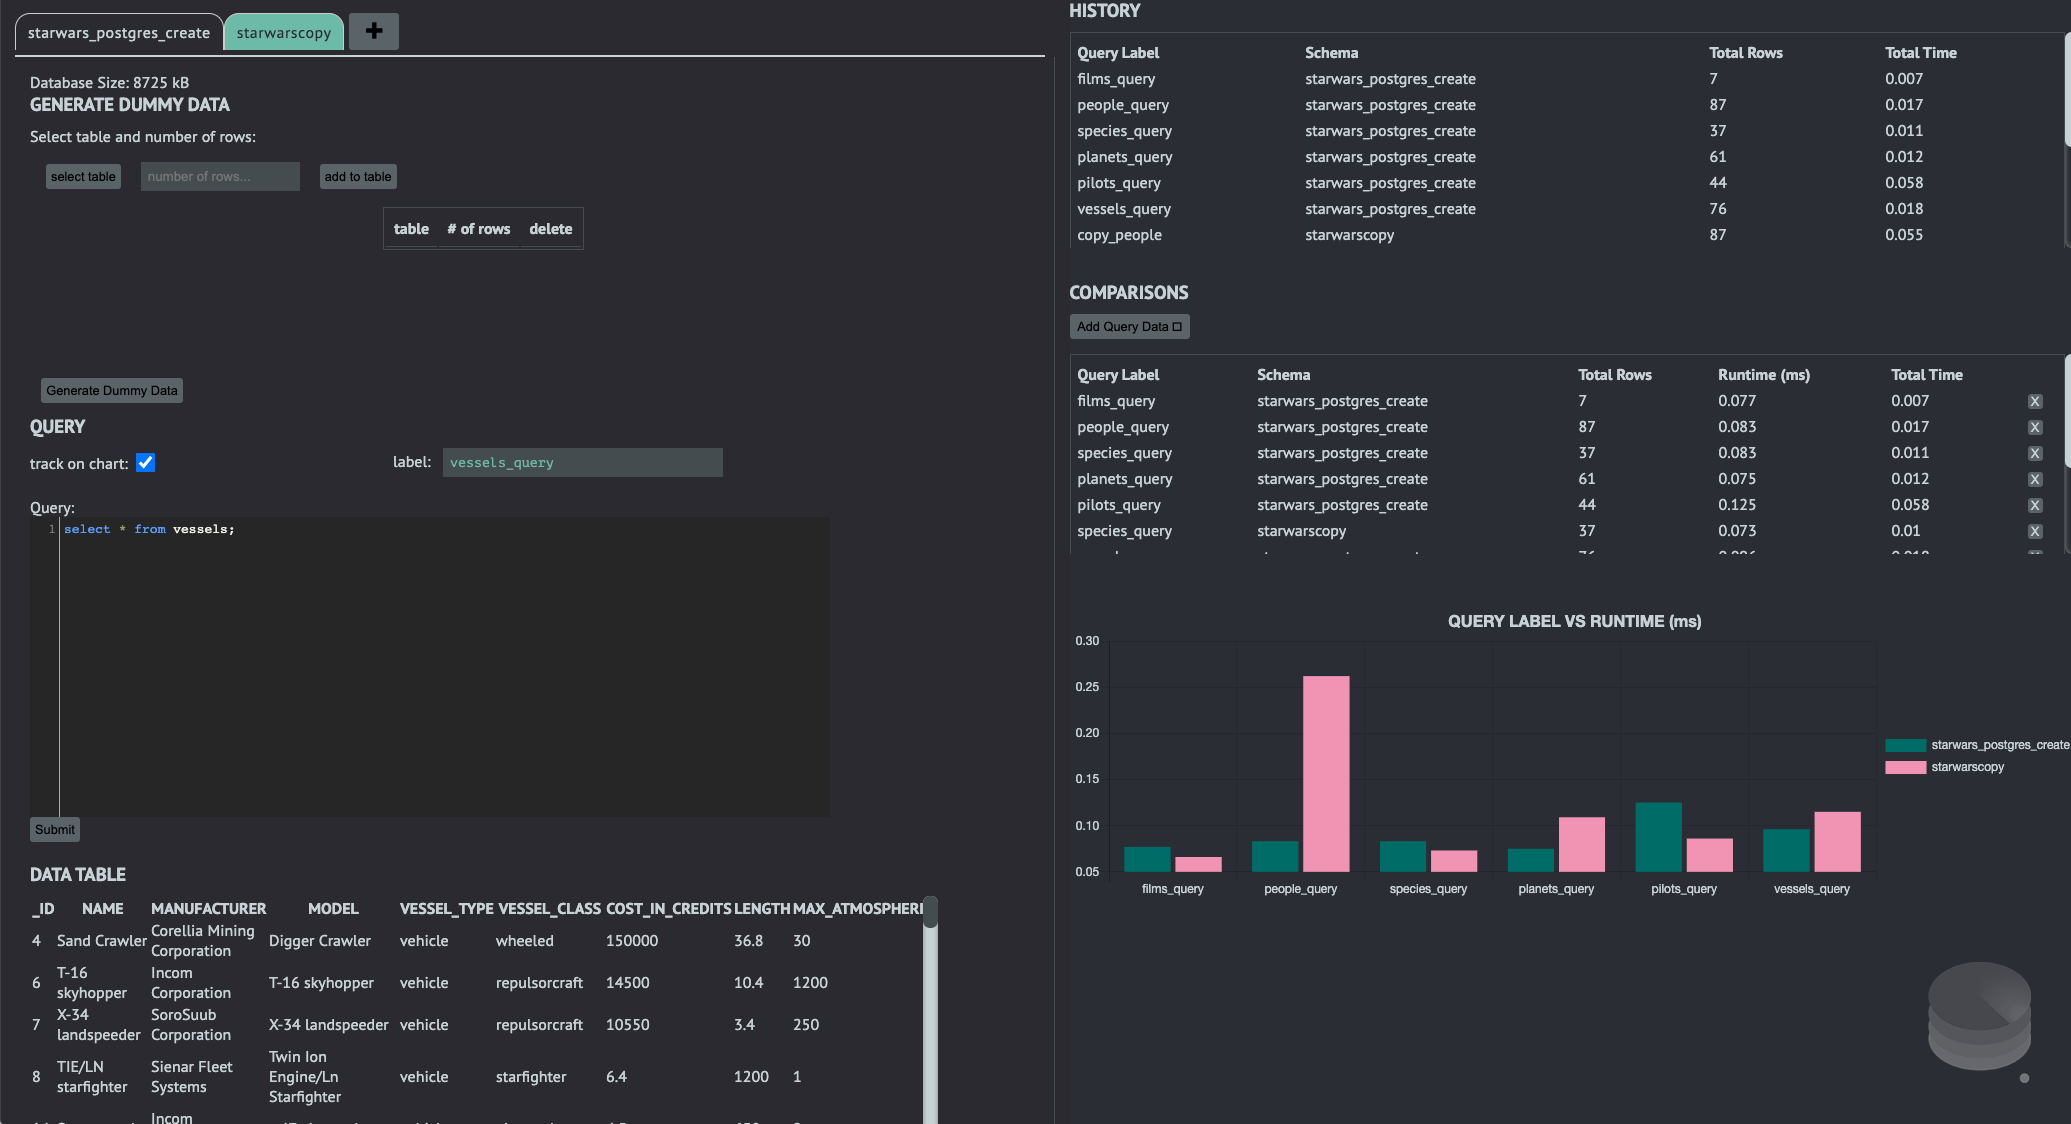 starwars_postgres_create starwarscopy
Database Size: 8725 kB
GENERATE DUMMY DATA
Select table and number of rows:
select table number of rows... add to table
table # of rows delete
Generate Dummy Data
QUERY
track on chart: label: vessels_query
Query:
1 select * from vessels;
Submit
DATA TABLE
_ID NAME MANUFACTURER MODEL VESSEL_TYPE VESSEL_CLASS COST_IN_CREDITS LENGTH MAX_ATMOSPHERI
4 Sand Crawler Corellia Mining Corporation Digger Crawler vehicle wheeled 150000 36.8 30
6 T-16 skyhopper Incom Corporation T-16 skyhopper vehicle repulsorcraft 14500 10.4 1200
7 X-34 landspeeder SoroSuub Corporation X-34 landspeeder vehicle repulsorcraft 10550 3.4 250
8 TIE/LN starfighter Sienar Fleet Systems Twin Ion Engine/Ln Starfighter vehicle starfighter 6.4 1200 1
Incom
HISTORY
Query Label Schema Total Rows Total Time
films_query starwars_postgres_create 7 0.007
people_query starwars_postgres_create 87 0.017
species_query starwars_postgres_create 37 0.011
planets_query starwars_postgres_create 61 0.012
pilots_query starwars_postgres_create 44 0.058
vessels_query starwars_postgres_create 76 0.018
copy_people starwarscopy 87 0.055
COMPARISONS
Add Query Data
Query Label Schema Total Rows Runtime (ms) Total Time
films_query starwars_postgres_create 7 0.077 0.007 X
people_query starwars_postgres_create 87 0.083 0.017 X
species_query starwars_postgres_create 37 0.083 0.011 X
planets_query starwars_postgres_create 61 0.075 0.012 X
pilots_query starwars_postgres_create 44 0.125 0.058 X
species_query starwarscopy 37 0.073 0.01 X
QUERY LABEL VS RUNTIME (ms)
0.30
0.25
0.20
0.15
0.10
0.05
films_query people_query species_query planets_query pilots_query vessels_query
starwars_postgres_create
starwarscopy